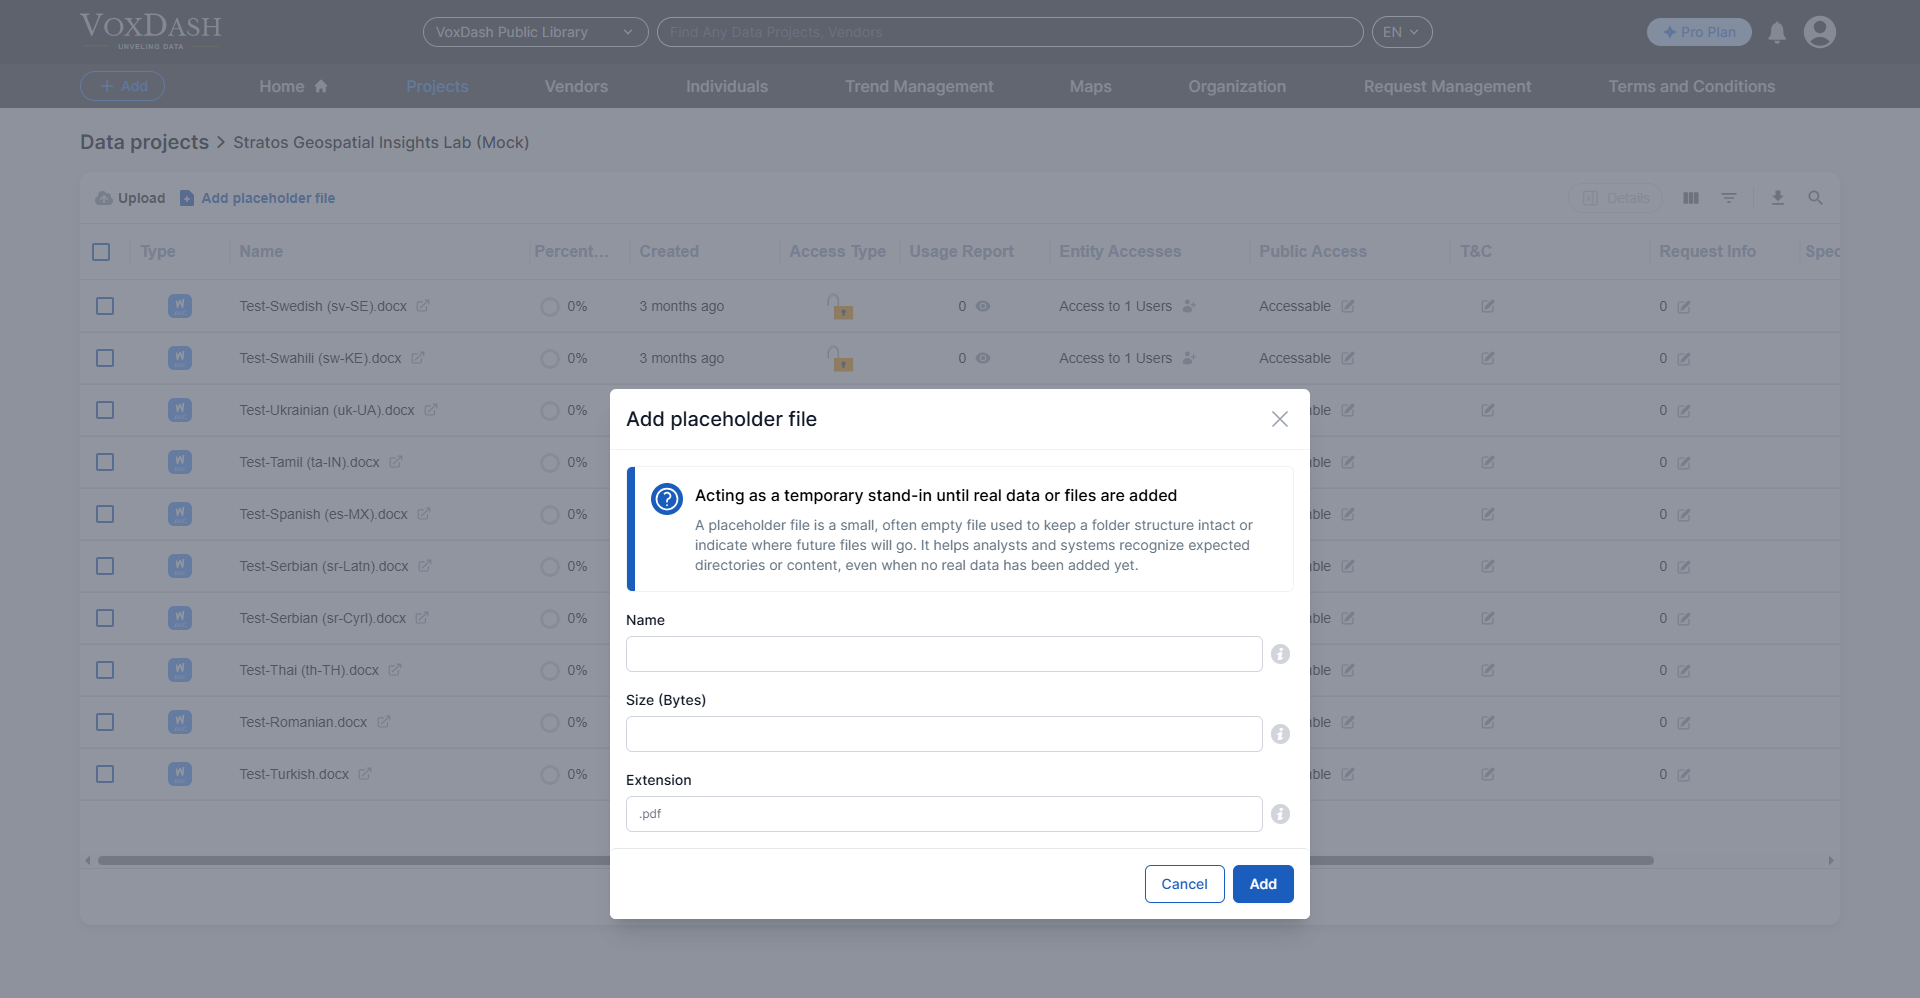 VOXDASH
UNVELING DATA
VoxDash Public Library
Find Any Data Projects, Vendors
EN
Pro Plan
Add
Home
Projects
Vendors
Individuals
Trend Management
Maps
Organization
Request Management
Terms and Conditions
Data projects > Stratos Geospatial Insights Lab (Mock)
Upload
Add placeholder file
Details
Type
Name
Percent...
Created
Access Type
Usage Report
Entity Accesses
Public Access
T&C
Request Info
Spec
Test-Swedish (sv-SE).docx
0%
3 months ago
0
Access to 1 Users
Accessable
0
Test-Swahili (sw-KE).docx
0%
3 months ago
0
Access to 1 Users
Accessable
0
Test-Ukrainian (uk-UA).docx
0%
ble
0
Test-Tamil (ta-IN).docx
0%
ble
0
Test-Spanish (es-MX).docx
0%
ble
0
Test-Serbian (sr-Latn).docx
0%
ble
0
Test-Serbian (sr-Cyrl).docx
0%
ble
0
Test-Thai (th-TH).docx
0%
ble
0
Test-Romanian.docx
0%
ble
0
Test-Turkish.docx
0%
ble
0
Add placeholder file
Acting as a temporary stand-in until real data or files are added
A placeholder file is a small, often empty file used to keep a folder structure intact or
indicate where future files will go. It helps analysts and systems recognize expected
directories or content, even when no real data has been added yet.
Name
Size (Bytes)
Extension
.pdf
Cancel
Add